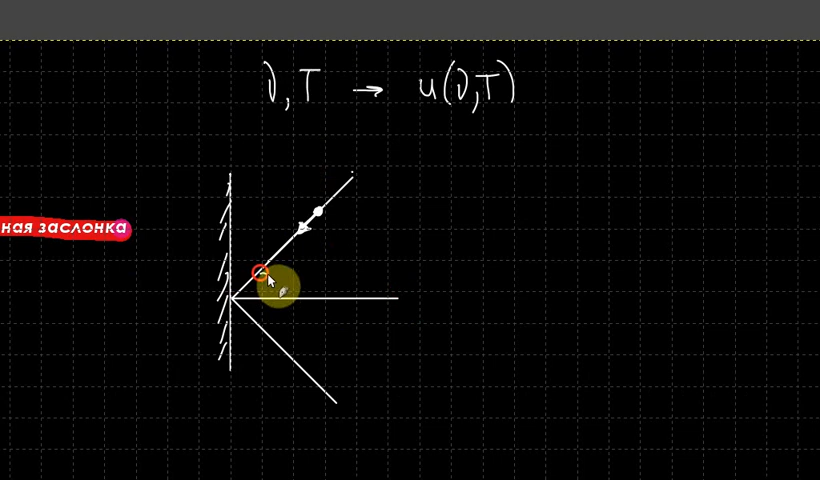 ν, T → u(ν, T)
ная заслонка